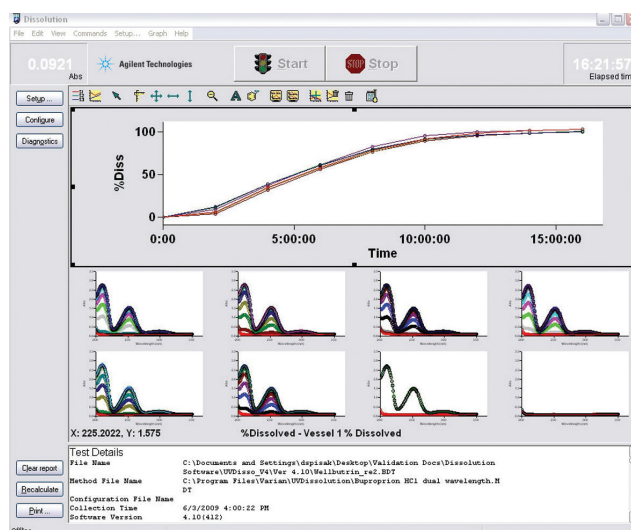 Dissolution
File Edit View Commands Setup... Graph Help
0.0921
Abs
Agilent Technologies
Start
STOP Stop
16:21:57
Elapsed tim
Setup ...
Configure
Diagnostics
%Diss
100
50
0
0:00 5:00:00 10:00:00 15:00:00
Time
X: 225.2022, Y: 1.575 %Dissolved - Vessel 1 % Dissolved
Test Details
File Name C:\Documents and Settings\dspisak\Desktop\Validation Docs\Dissolution
Software\UVDisso_V4\Ver 4.10\Wellbutrin_re2.BDT
Method File Name C:\Program Files\Varian\UVDissolution\Buproprion HCl dual wavelength.M
DT
Configuration File Name
Collection Time 6/3/2009 4:00:22 PM
Software Version 4.10(412)
Clear report
Recalculate
Print ...